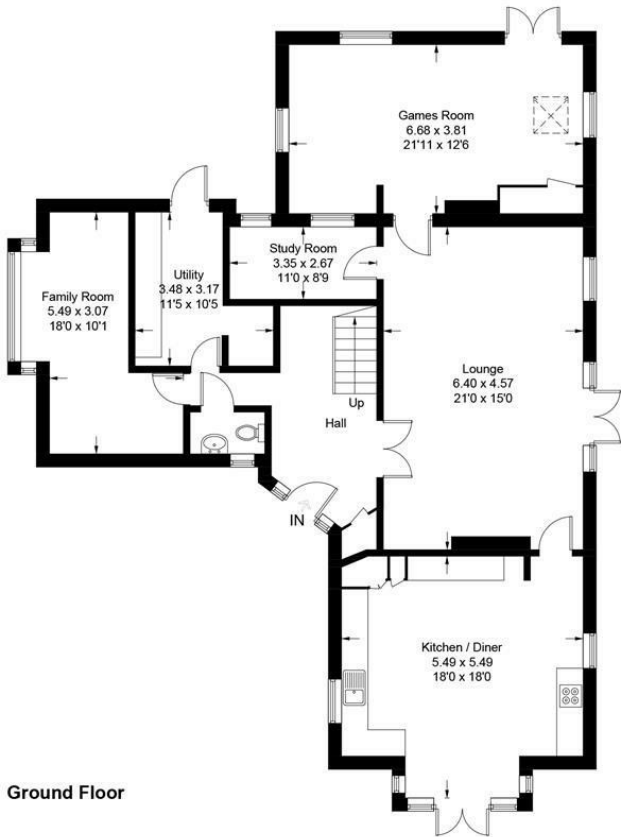 Games Room
6.68 x 3.81
21'11 x 12'6
Study Room
3.35 x 2.67
11'0 x 8'9
Utility
3.48 x 3.17
11'5 x 10'5
Family Room
5.49 x 3.07
18'0 x 10'1
Lounge
6.40 x 4.57
21'0 x 15'0
Up
Hall
IN
Kitchen / Diner
5.49 x 5.49
18'0 x 18'0
Ground Floor